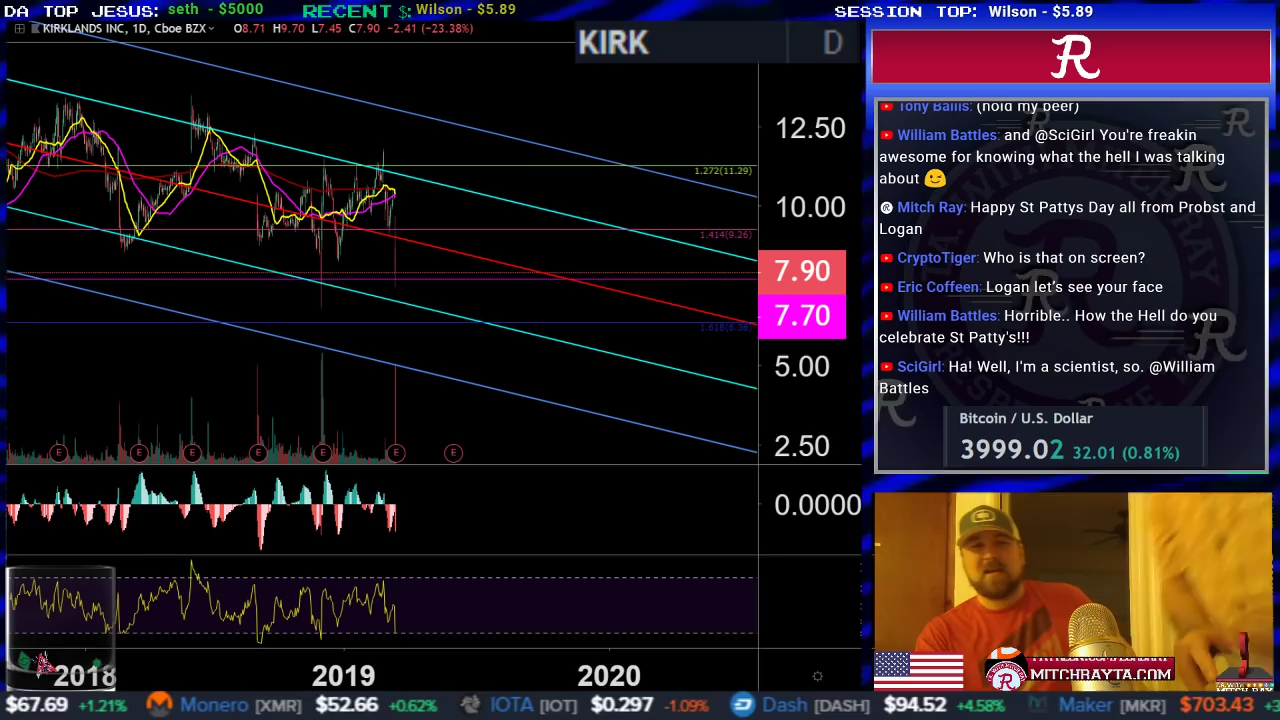 DA TOP JESUS: seth - $5000
RECENT $: Wilson - $5.89
SESSION TOP: Wilson - $5.89
KIRKLANDS INC, 1D, Cboe BZX
O8.71 H9.70 L7.45 C7.90 -2.41 (-23.38%)
KIRK D
12.50
1.272(11.29)
10.00
1.414(9.26)
7.90
7.70
1.618(6.36)
5.00
2.50
E E E E E E E
0.0000
2018 2019 2020
R
Tony Ballis: (hold my beer)
William Battles: and @SciGirl You're freakin
awesome for knowing what the hell I was talking
about 😉
Mitch Ray: Happy St Pattys Day all from Probst and
Logan
CryptoTiger: Who is that on screen?
Eric Coffeen: Logan let's see your face
William Battles: Horrible.. How the Hell do you
celebrate St Patty's!!!
SciGirl: Ha! Well, I'm a scientist, so. @William
Battles
Bitcoin / U.S. Dollar
3999.02 32.01 (0.81%)
MITCHRAYTA.COM
$67.69 +1.21% Monero [XMR] $52.66 +0.62% IOTA [IOT] $0.297 -1.09% Dash [DASH] $94.52 +4.58% Maker [MKR] $703.43